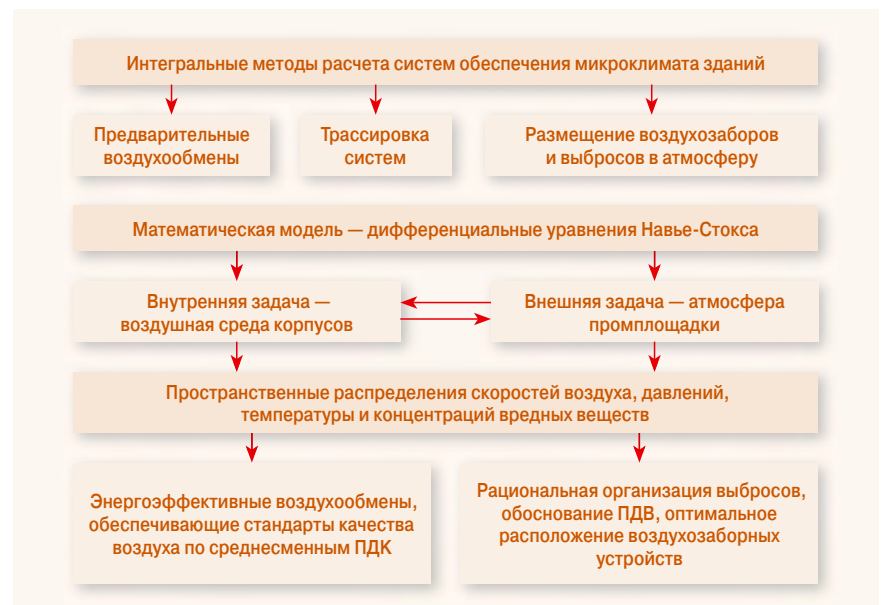 Интегральные методы расчета систем обеспечения микроклимата зданий
Предварительные
воздухообмены
Трассировка
систем
Размещение воздухозаборов
и выбросов в атмосферу
Математическая модель — дифференциальные уравнения Навье-Стокса
Внутренняя задача —
воздушная среда корпусов
Внешняя задача — атмосфера
промплощадки
Пространственные распределения скоростей воздуха, давлений,
температуры и концентраций вредных веществ
Энергоэффективные воздухообмены,
обеспечивающие стандарты качества
воздуха по среднесменным ПДК
Рациональная организация выбросов,
обоснование ПДВ, оптимальное
расположение воздухозаборных
устройств